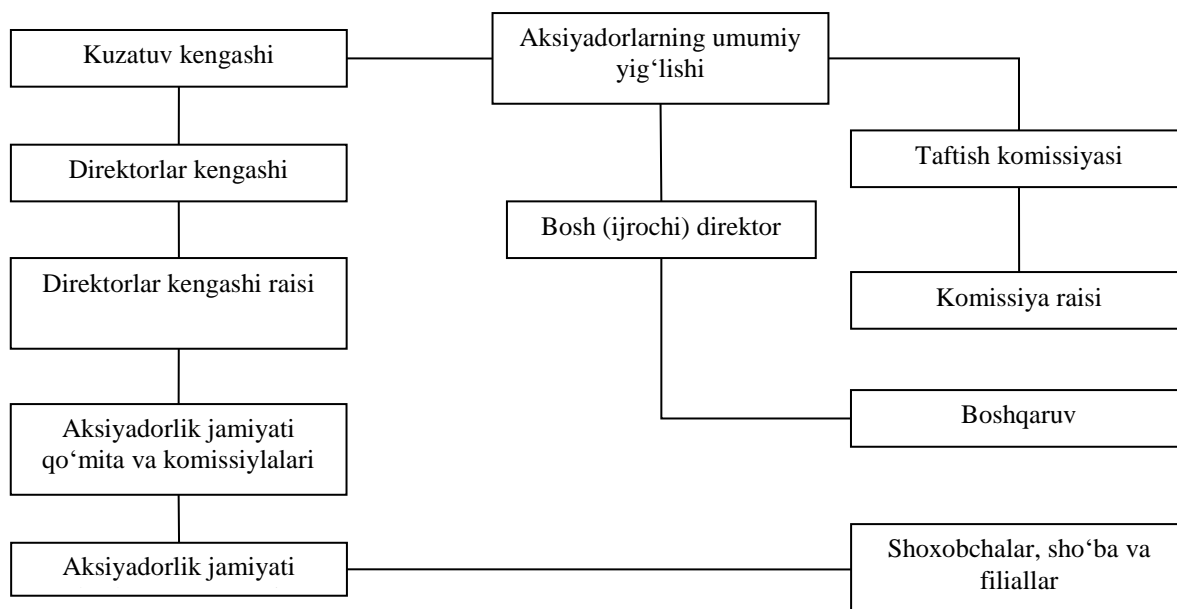 Kuzatuv kengashi
Aksiyadorlarning umumiy
yig‘lishi
Direktorlar kengashi
Taftish komissiyasi
Bosh (ijrochi) direktor
Direktorlar kengashi raisi
Komissiya raisi
Aksiyadorlik jamiyati
qo‘mita va komissiylalari
Boshqaruv
Aksiyadorlik jamiyati
Shoxobchalar, sho‘ba va
filiallar